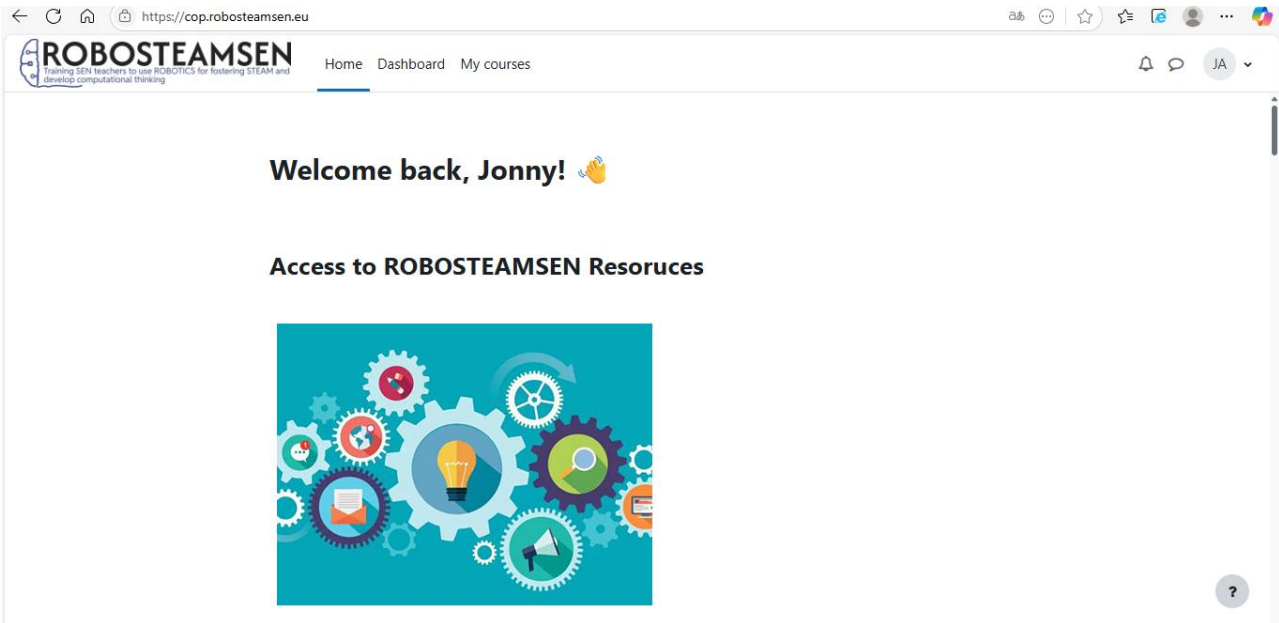 https://cop.robosteamsen.eu
ROBOSTEAMSEN
Training SEN teachers to use ROBOTICS for fostering STEAM and
develop computational thinking
Home Dashboard My courses
JA
Welcome back, Jonny! 👋
Access to ROBOSTEAMSEN Resoruces
?